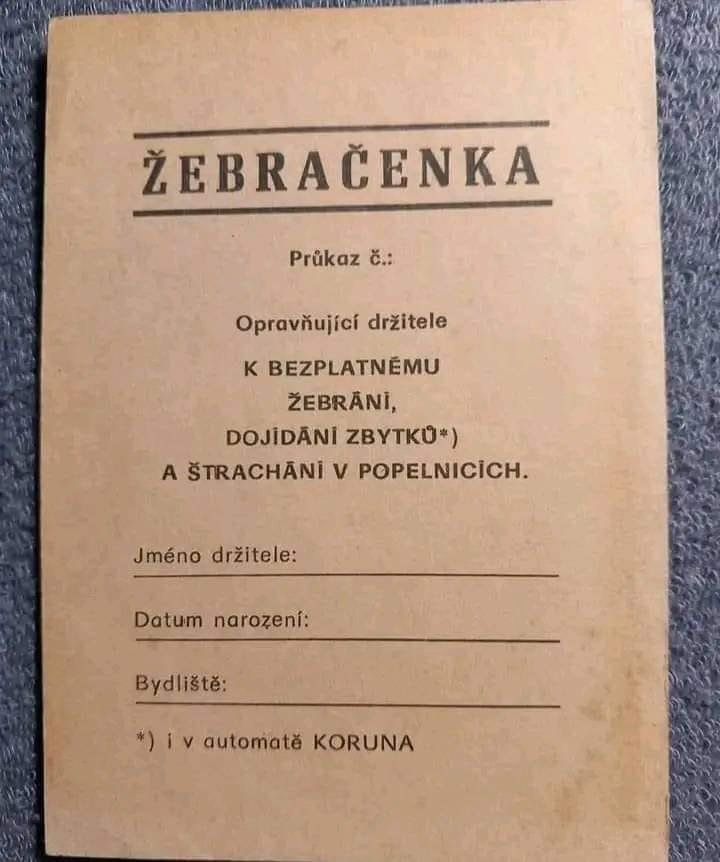 ŽEBRAČENKA
Průkaz č.:
Opravňující držitele
K BEZPLATNÉMU
ŽEBRÁNÍ,
DOJÍDÁNÍ ZBYTKŮ*)
A ŠTRACHÁNÍ V POPELNICÍCH.
Jméno držitele:
Datum narození:
Bydliště:
*) i v automatě KORUNA